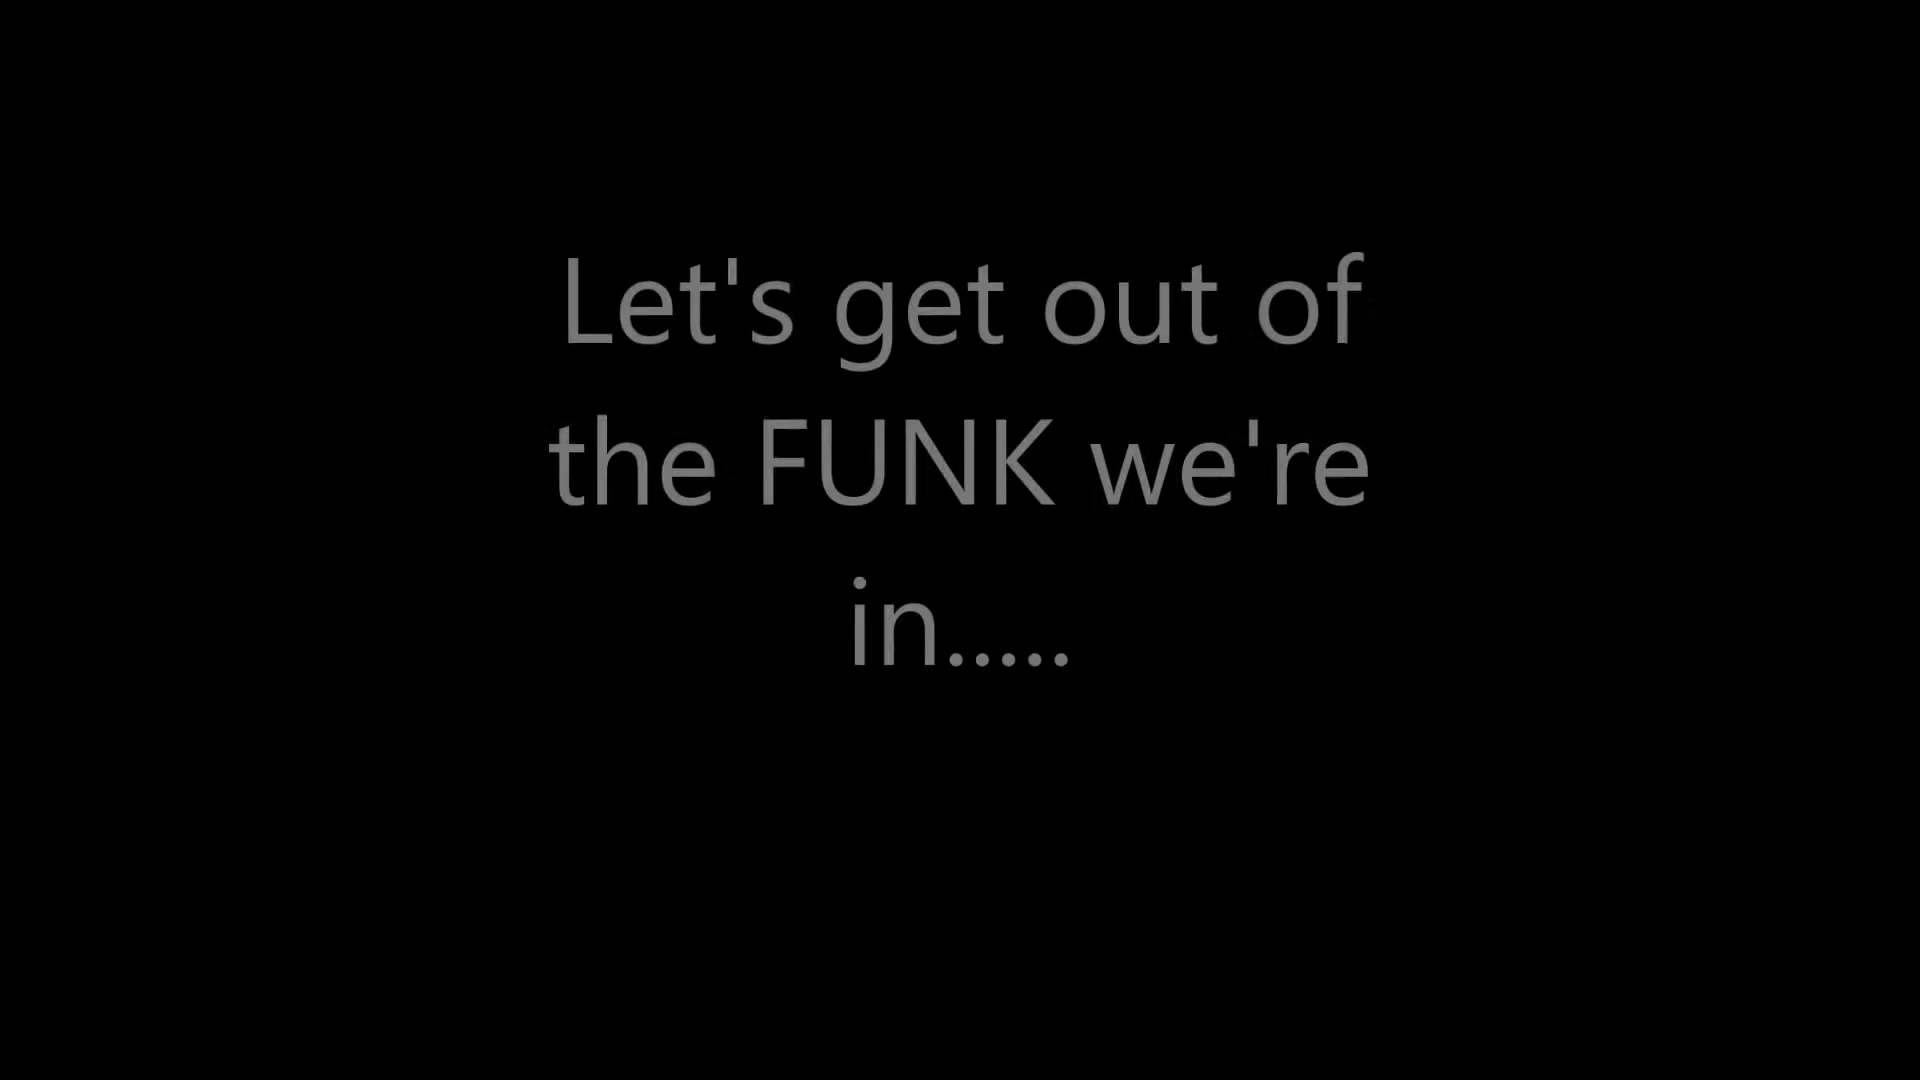 Let's get out of
the FUNK we're
in.....